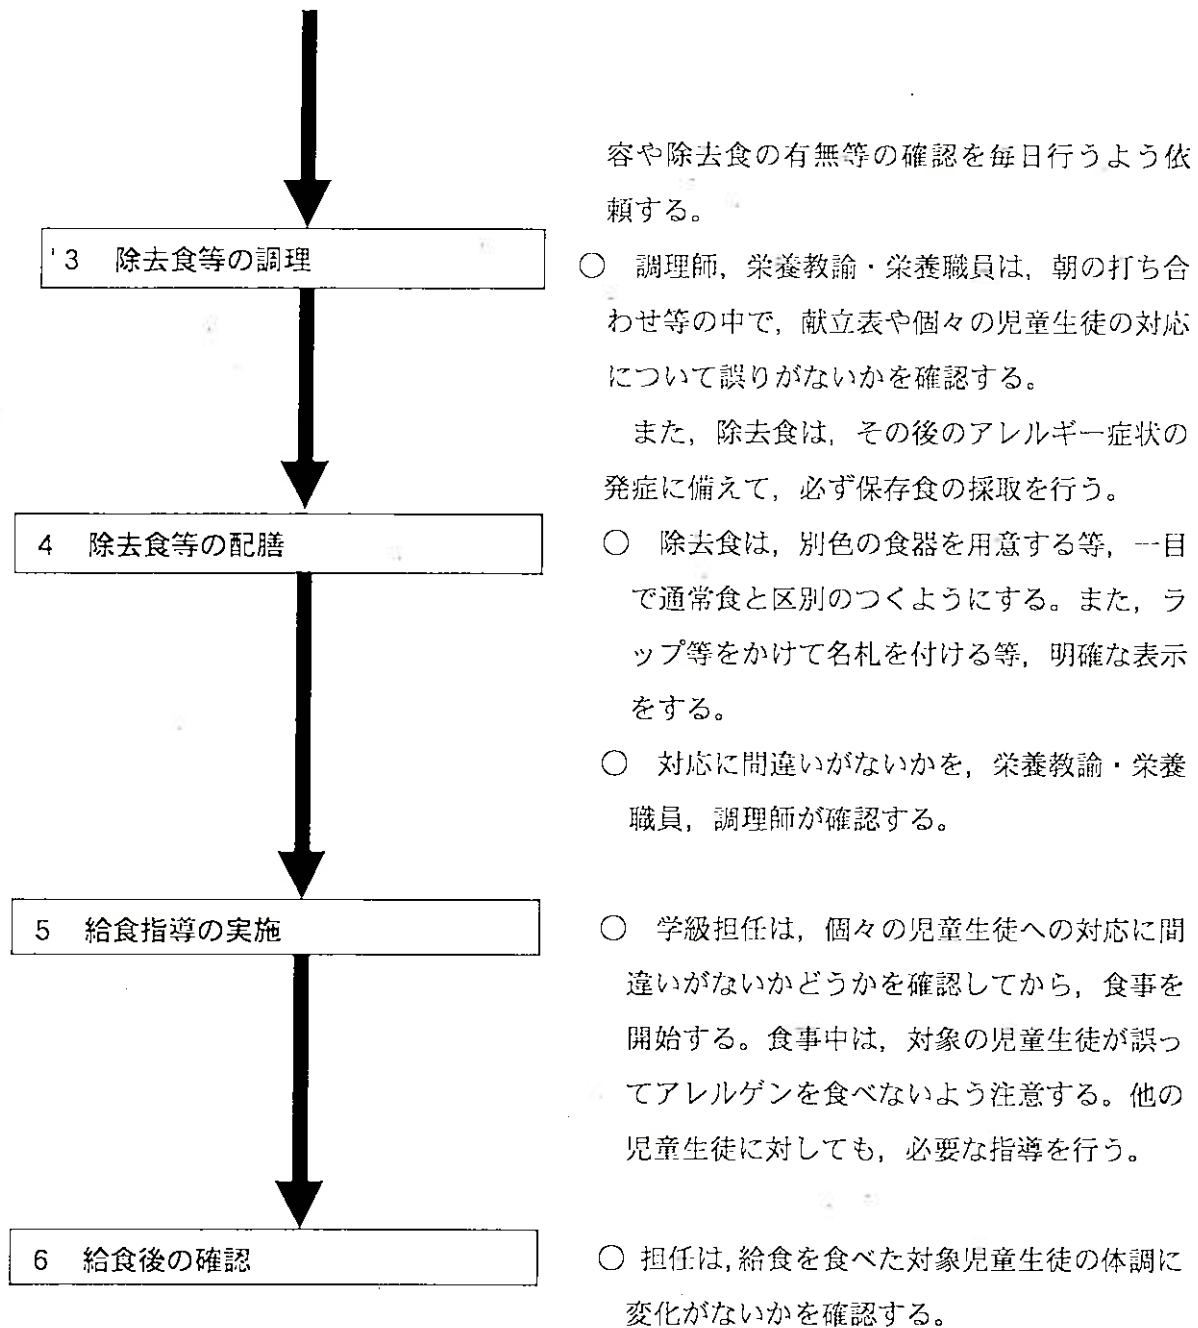 容や除去食の有無等の確認を毎日行うよう依
頼する。
3 除去食等の調理
○ 調理師，栄養教諭・栄養職員は，朝の打ち合
わせ等の中で，献立表や個々の児童生徒の対応
について誤りがないかを確認する。
また，除去食は，その後のアレルギー症状の
発症に備えて，必ず保存食の採取を行う。
4 除去食等の配膳
○ 除去食は，別色の食器を用意する等，一目
で通常食と区別のつくようにする。また，ラ
ップ等をかけて名札を付ける等，明確な表示
をする。
○ 対応に間違いがないかを，栄養教諭・栄養
職員，調理師が確認する。
5 給食指導の実施
○ 学級担任は，個々の児童生徒への対応に間
違いがないかどうかを確認してから，食事を
開始する。食事中は，対象の児童生徒が誤っ
てアレルゲンを食べないよう注意する。他の
児童生徒に対しても，必要な指導を行う。
6 給食後の確認
○ 担任は，給食を食べた対象児童生徒の体調に
変化がないかを確認する。